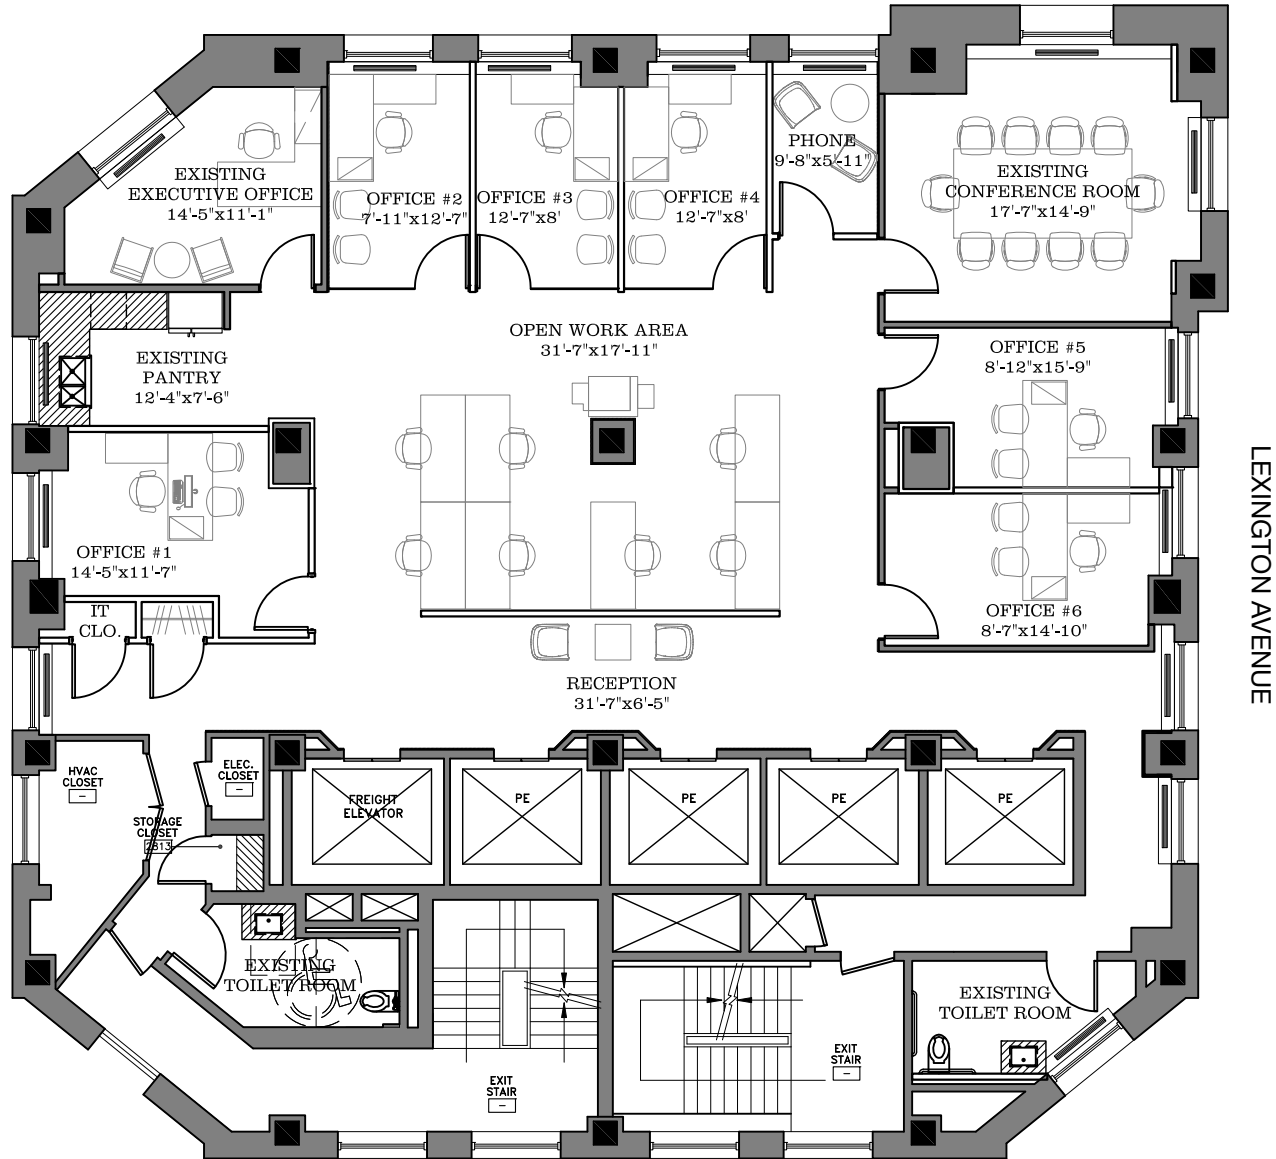 PHONE
9'-8"x5'-11"
EXISTING
EXECUTIVE OFFICE
14'-5"x11'-1"
OFFICE #2
7'-11"x12'-7"
OFFICE #3
12'-7"x8'
OFFICE #4
12'-7"x8'
EXISTING
CONFERENCE ROOM
17'-7"x14'-9"
OPEN WORK AREA
31'-7"x17'-11"
EXISTING
PANTRY
12'-4"x7'-6"
OFFICE #5
8'-12"x15'-9"
LEXINGTON AVENUE
OFFICE #1
14'-5"x11'-7"
IT
CLO.
OFFICE #6
8'-7"x14'-10"
RECEPTION
31'-7"x6'-5"
HVAC
CLOSET
-
ELEC.
CLOSET
-
STORAGE
CLOSET
2813
FREIGHT
ELEVATOR
PE
PE
PE
PE
EXISTING
TOILET ROOM
EXISTING
TOILET ROOM
EXIT
STAIR
-
EXIT
STAIR
-